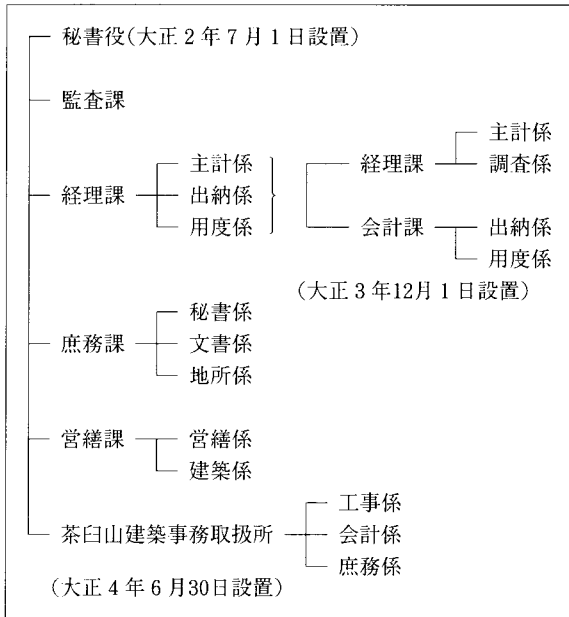 秘書役(大正2年7月1日設置)
監査課
経理課
主計係
出納係
用度係
経理課
主計係
調査係
会計課
出納係
用度係
(大正3年12月1日設置)
庶務課
秘書係
文書係
地所係
営繕課
営繕係
建築係
茶臼山建築事務取扱所
工事係
会計係
庶務係
(大正4年6月30日設置)